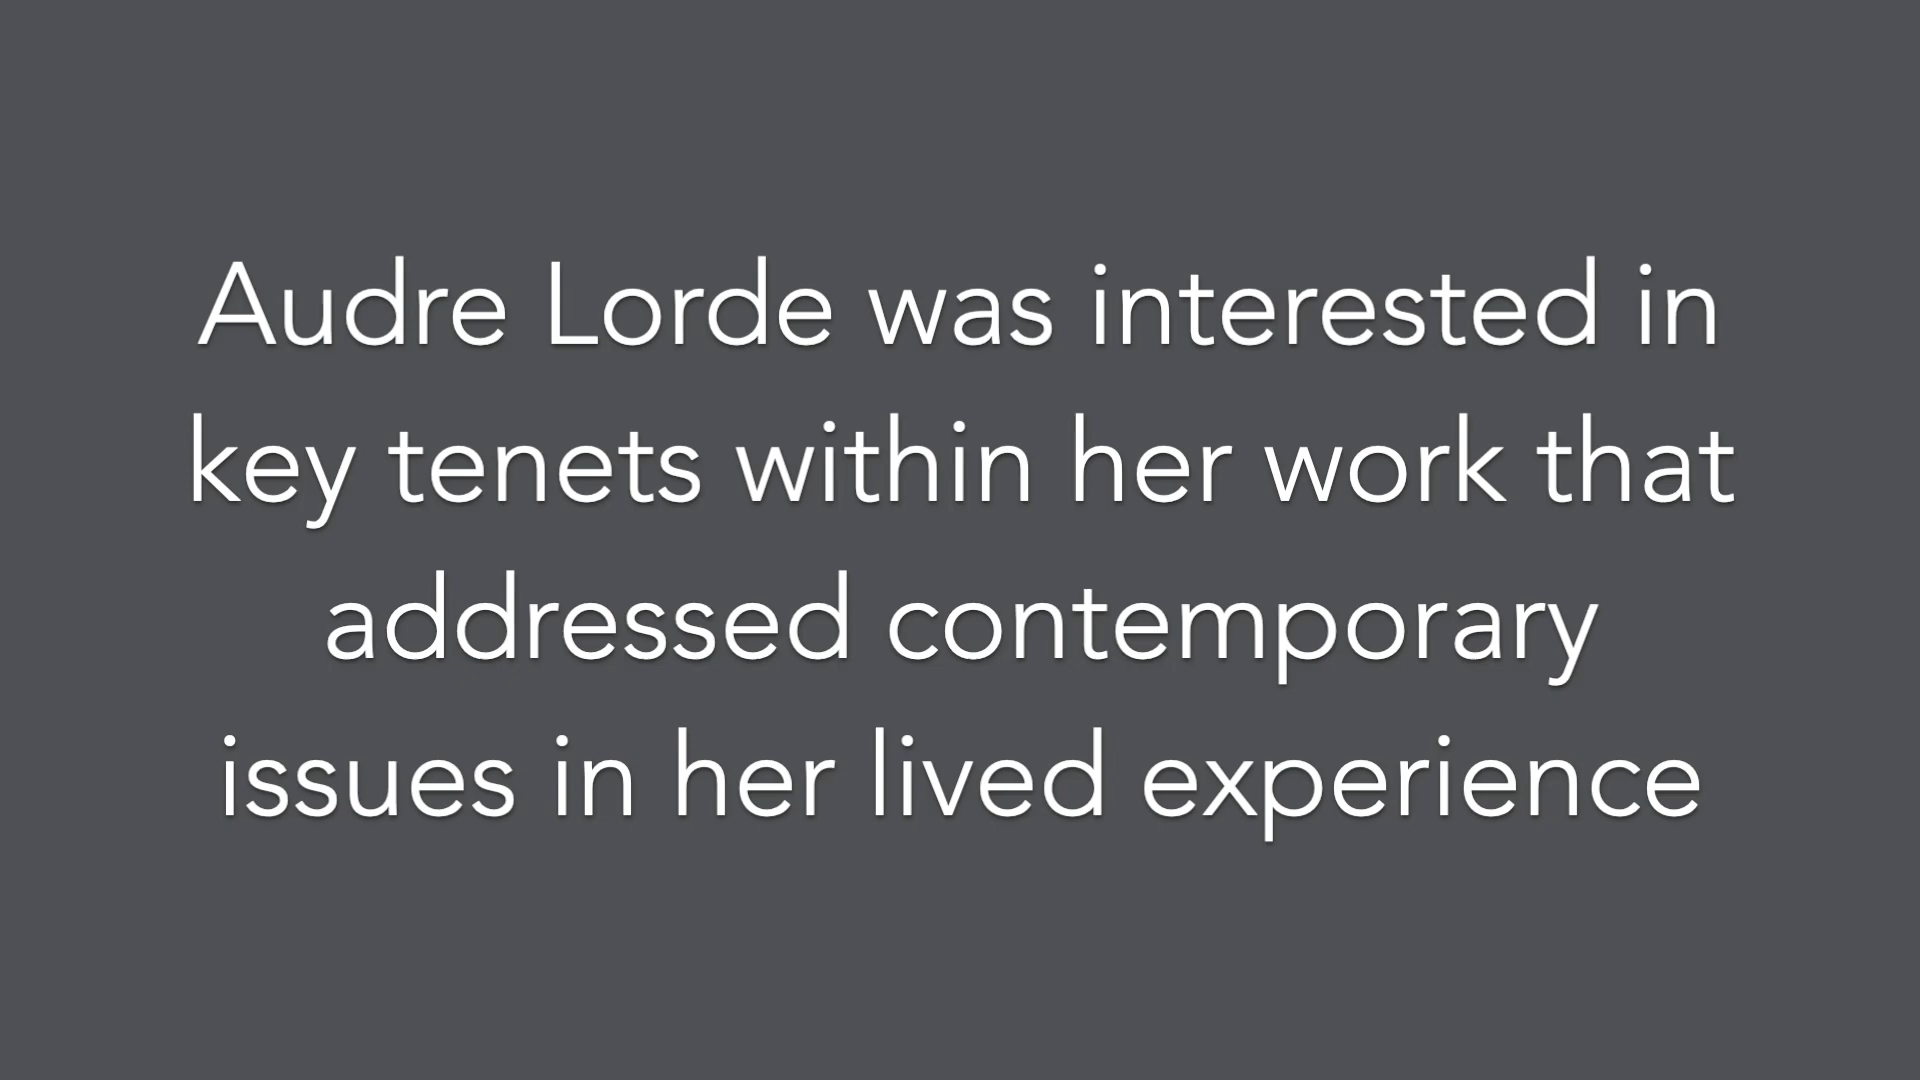 Audre Lorde was interested in
key tenets within her work that
addressed contemporary
issues in her lived experience